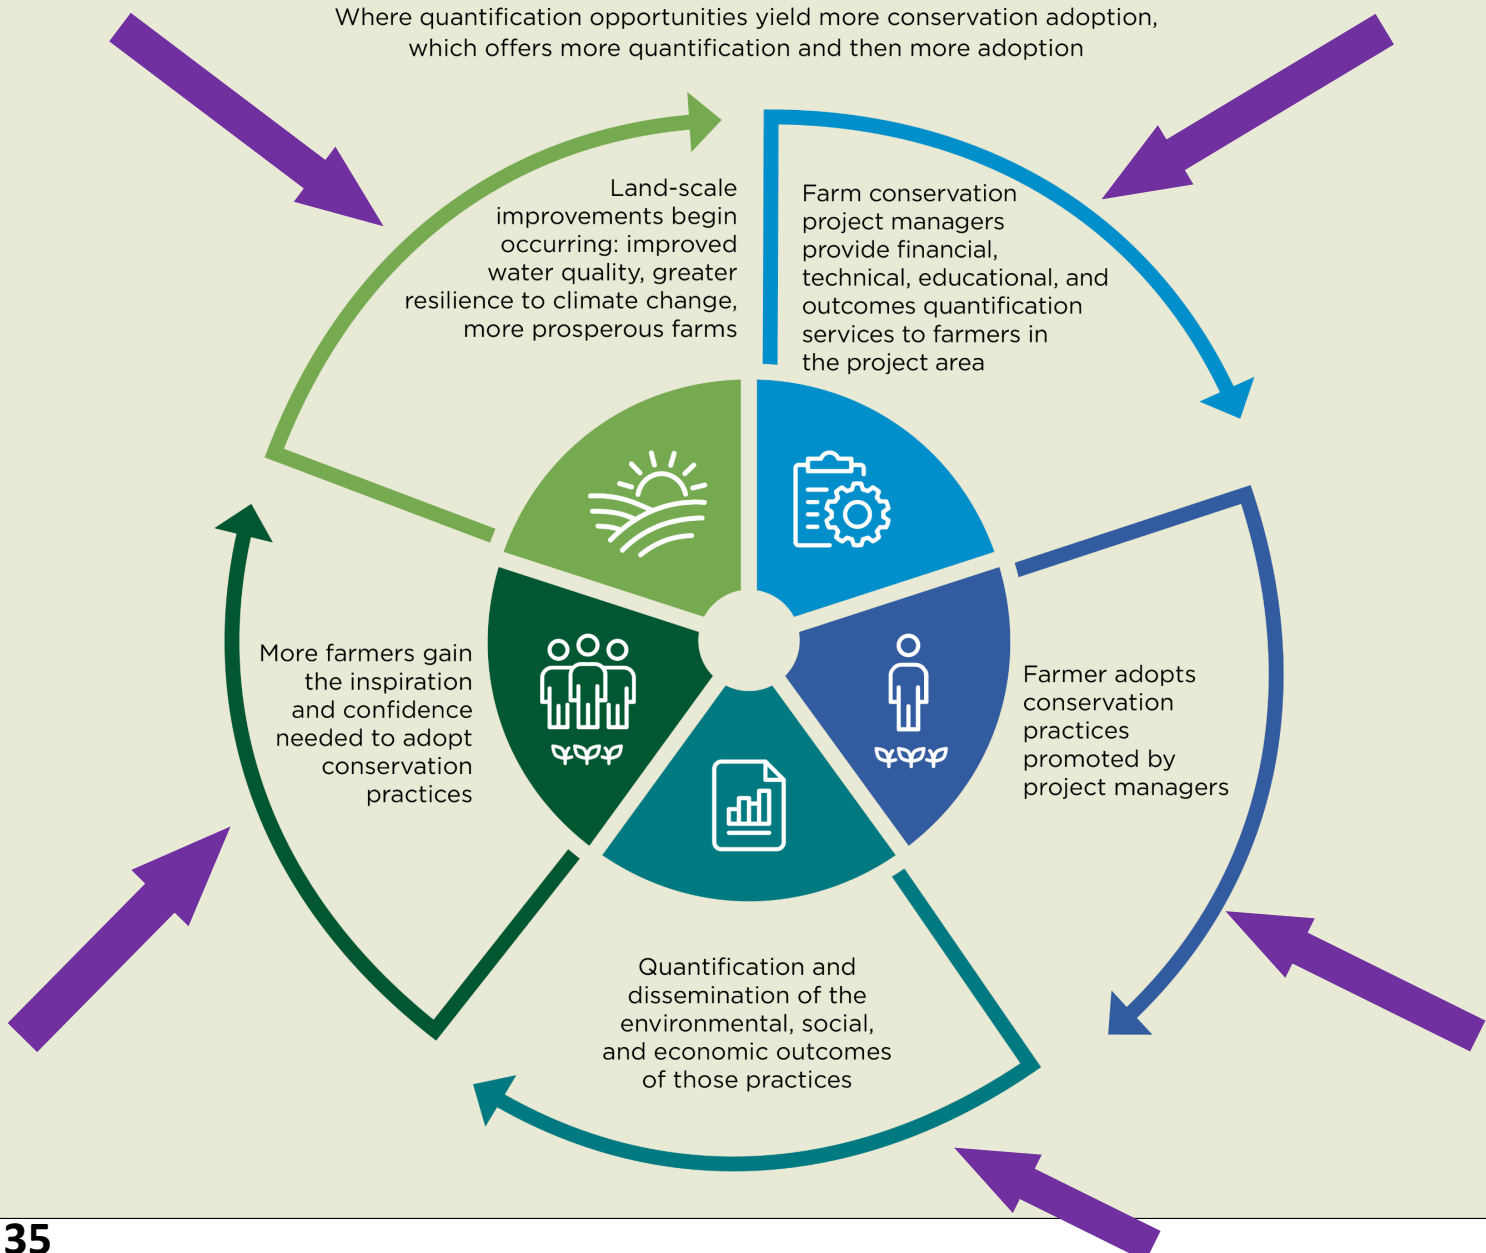 Where quantification opportunities yield more conservation adoption,
which offers more quantification and then more adoption
Farm conservation
project managers
provide financial,
technical, educational, and
outcomes quantification
services to farmers in
the project area
Farmer adopts
conservation
practices
promoted by
project managers
Quantification and
dissemination of the
environmental, social,
and economic outcomes
of those practices
More farmers gain
the inspiration
and confidence
needed to adopt
conservation
practices
Land-scale
improvements begin
occurring: improved
water quality, greater
resilience to climate change,
more prosperous farms
35